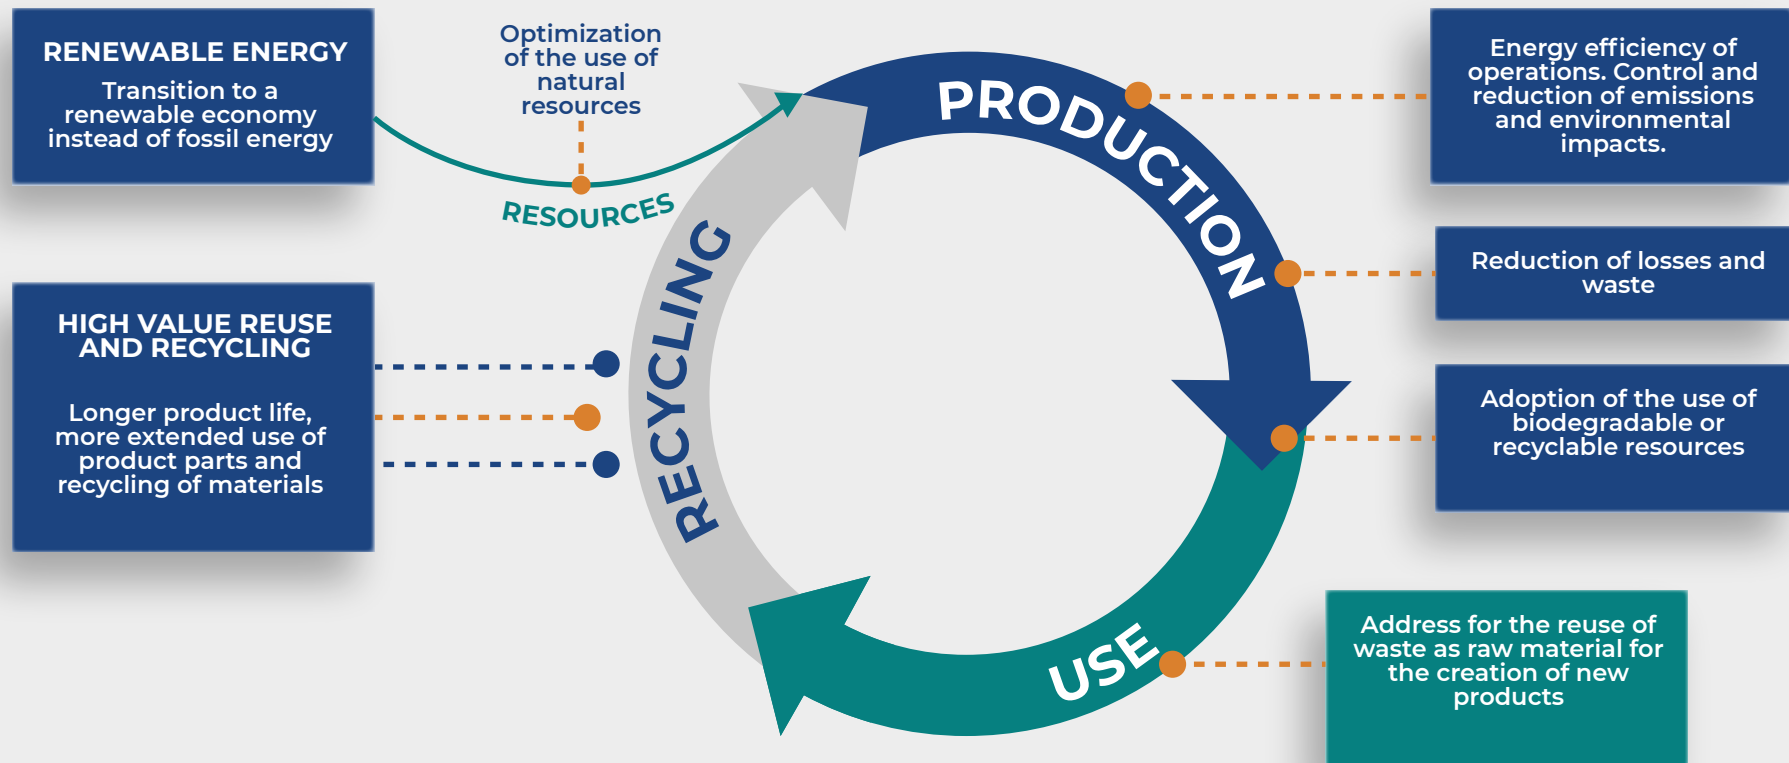 RENEWABLE ENERGY
Transition to a
renewable economy
instead of fossil energy
Optimization
of the use of
natural
resources
RESOURCES
HIGH VALUE REUSE
AND RECYCLING
Longer product life,
more extended use of
product parts and
recycling of materials
RECYCLING
PRODUCTION
USE
Energy efficiency of
operations. Control and
reduction of emissions
and environmental
impacts.
Reduction of losses and
waste
Adoption of the use of
biodegradable or
recyclable resources
Address for the reuse of
waste as raw material for
the creation of new
products